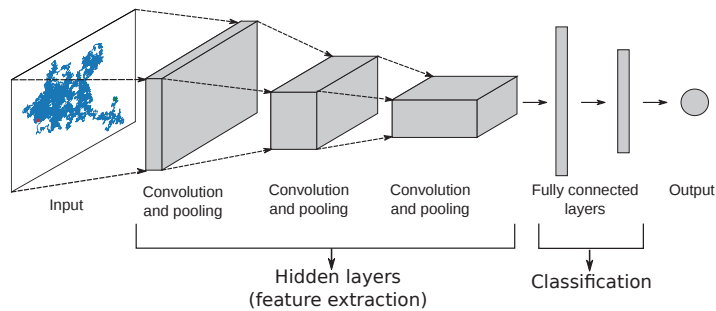 Input
Convolution
and pooling
Convolution
and pooling
Convolution
and pooling
Fully connected
layers
Output
Hidden layers
(feature extraction)
Classification